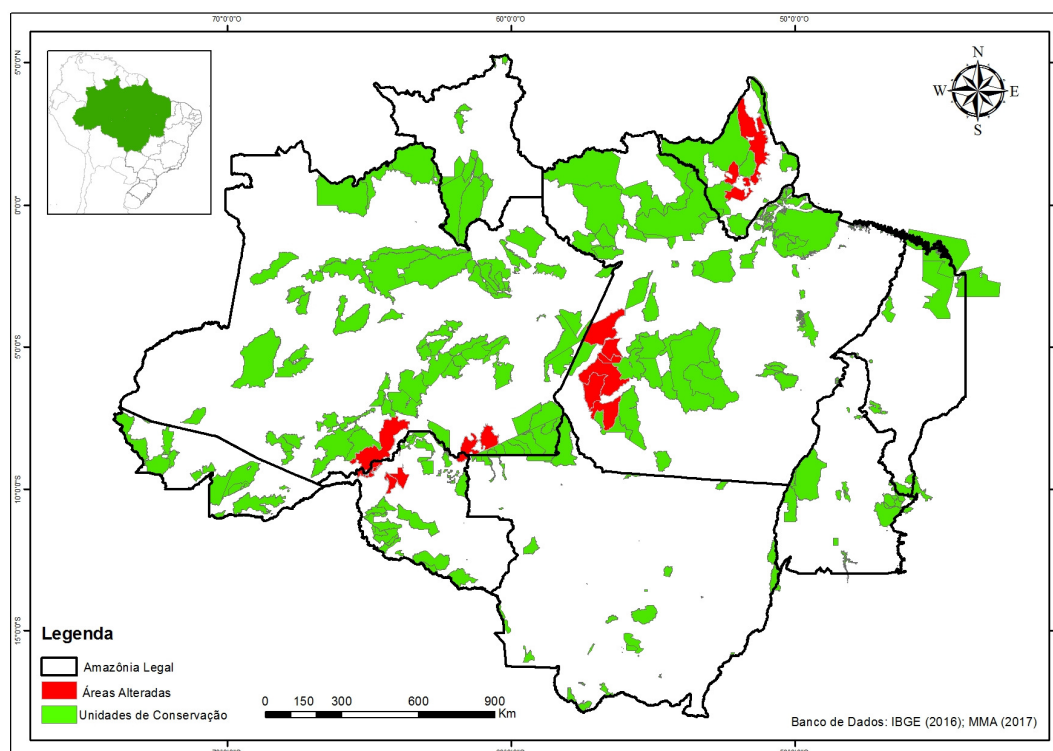 70°0'0"O 60°0'0"O 50°0'0"O
5°0'0"N
N
W E
S
0°0'0"
5°0'0"S
10°0'0"S
15°0'0"S
Legenda
Amazônia Legal
Áreas Alteradas
Unidades de Conservação
0 150 300 600 900
Km
Banco de Dados: IBGE (2016); MMA (2017)